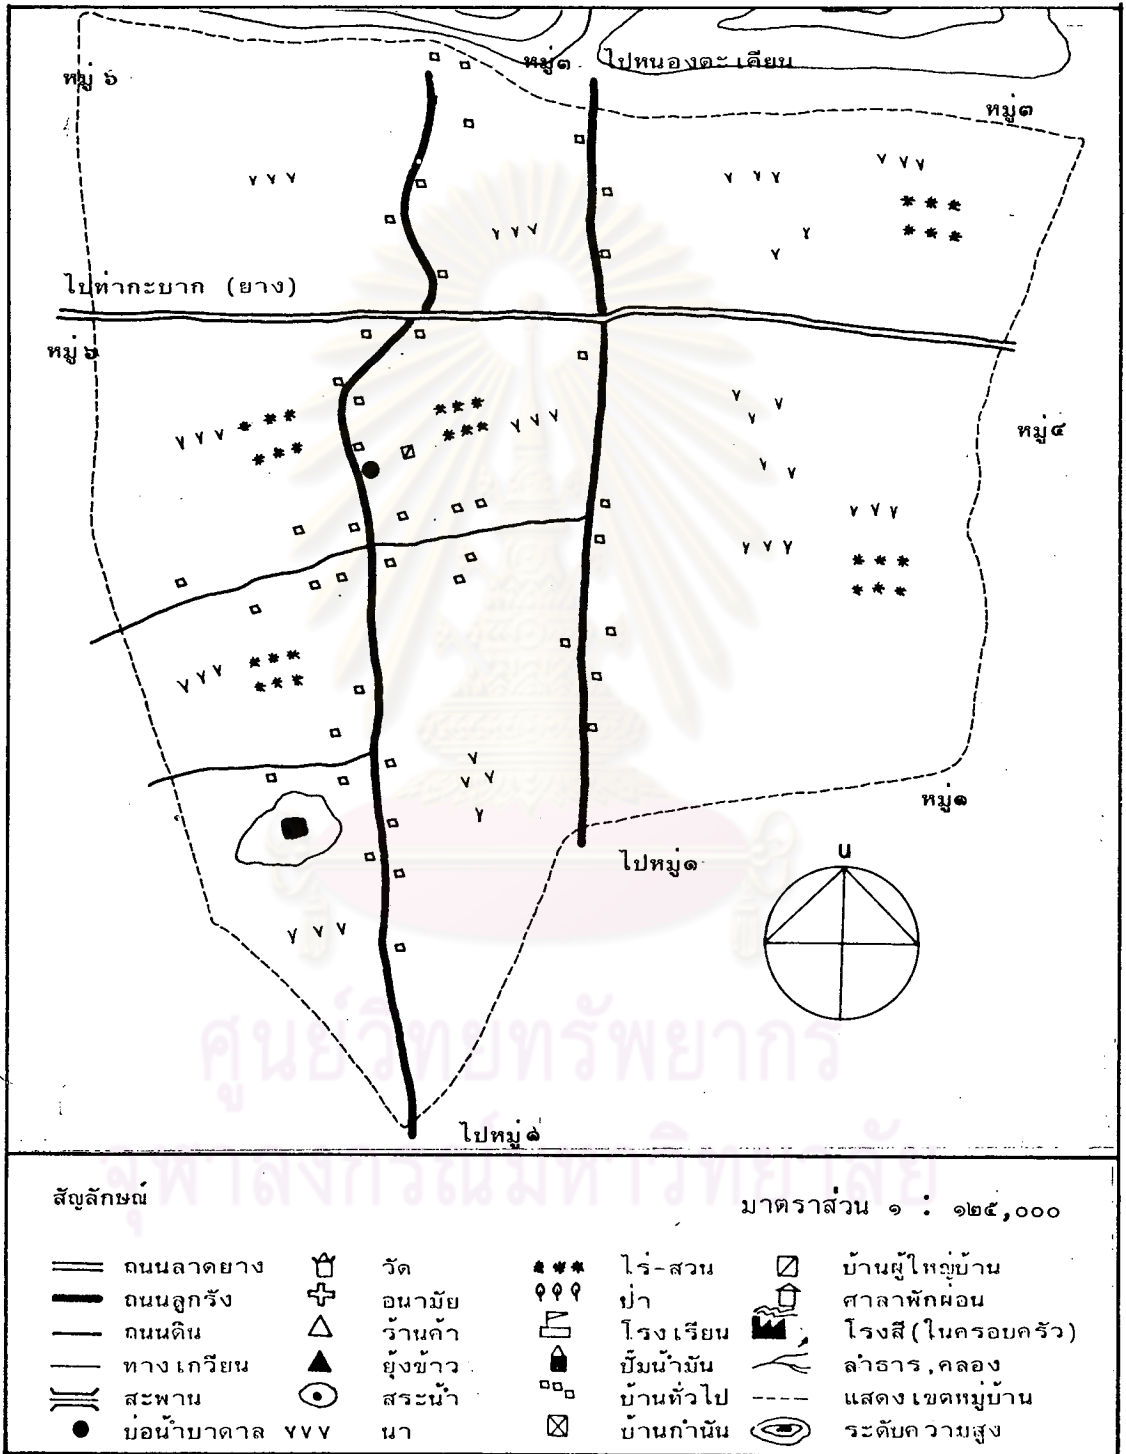 หมู่ ๖
หมู่๓ ไปหนองตะเคียน
หมู่๓
ไปท่ากะบาก (ยาง)
หมู่ ๖
หมู่๔
หมู่๑
ไปหมู่๑
น
ไปหมู่๑
ศูนย์วิทยทรัพยากร
จุฬาลงกรณ์มหาวิทยาลัย
สัญลักษณ์ มาตราส่วน ๑ : ๑๒๕,๐๐๐
ถนนลาดยาง วัด ไร่-สวน บ้านผู้ใหญ่บ้าน
ถนนลูกรัง อนามัย ป่า ศาลาพักผ่อน
ถนนดิน ร้านค้า โรงเรียน โรงสี(ในครอบครัว)
ทางเกวียน ยุ้งข้าว ปั๊มน้ำมัน ลำธาร,คลอง
สะพาน สระน้ำ บ้านทั่วไป แสดงเขตหมู่บ้าน
บ่อน้ำบาดาล นา บ้านกำนัน ระดับความสูง